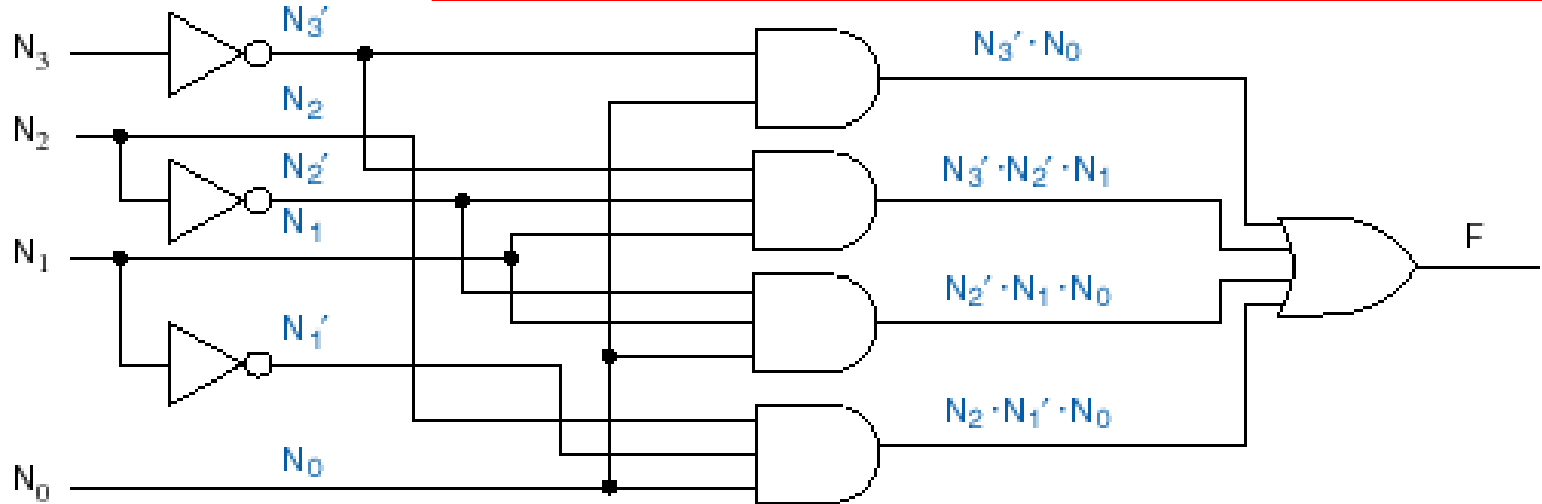 N₃
N₃′
N₃′ · N₀
N₂
N₂
N₂′
N₃′ · N₂′ · N₁
N₁
N₁
F
N₂′ · N₁ · N₀
N₁′
N₂ · N₁′ · N₀
N₀
N₀